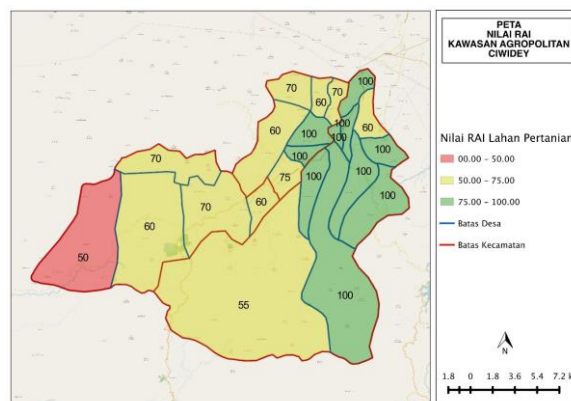 PETA
NILAI RAI
KAWASAN AGROPOLITAN
CIWIDEY
Nilai RAI Lahan Pertanian
00.00 - 50.00
50.00 - 75.00
75.00 - 100.00
Batas Desa
Batas Kecamatan
N
1.8 0 1.8 3.6 5.4 7.2 k
70
60
70
100
60
100
100
100
60
100
100
75
100
100
100
70
60
70
60
50
55
100